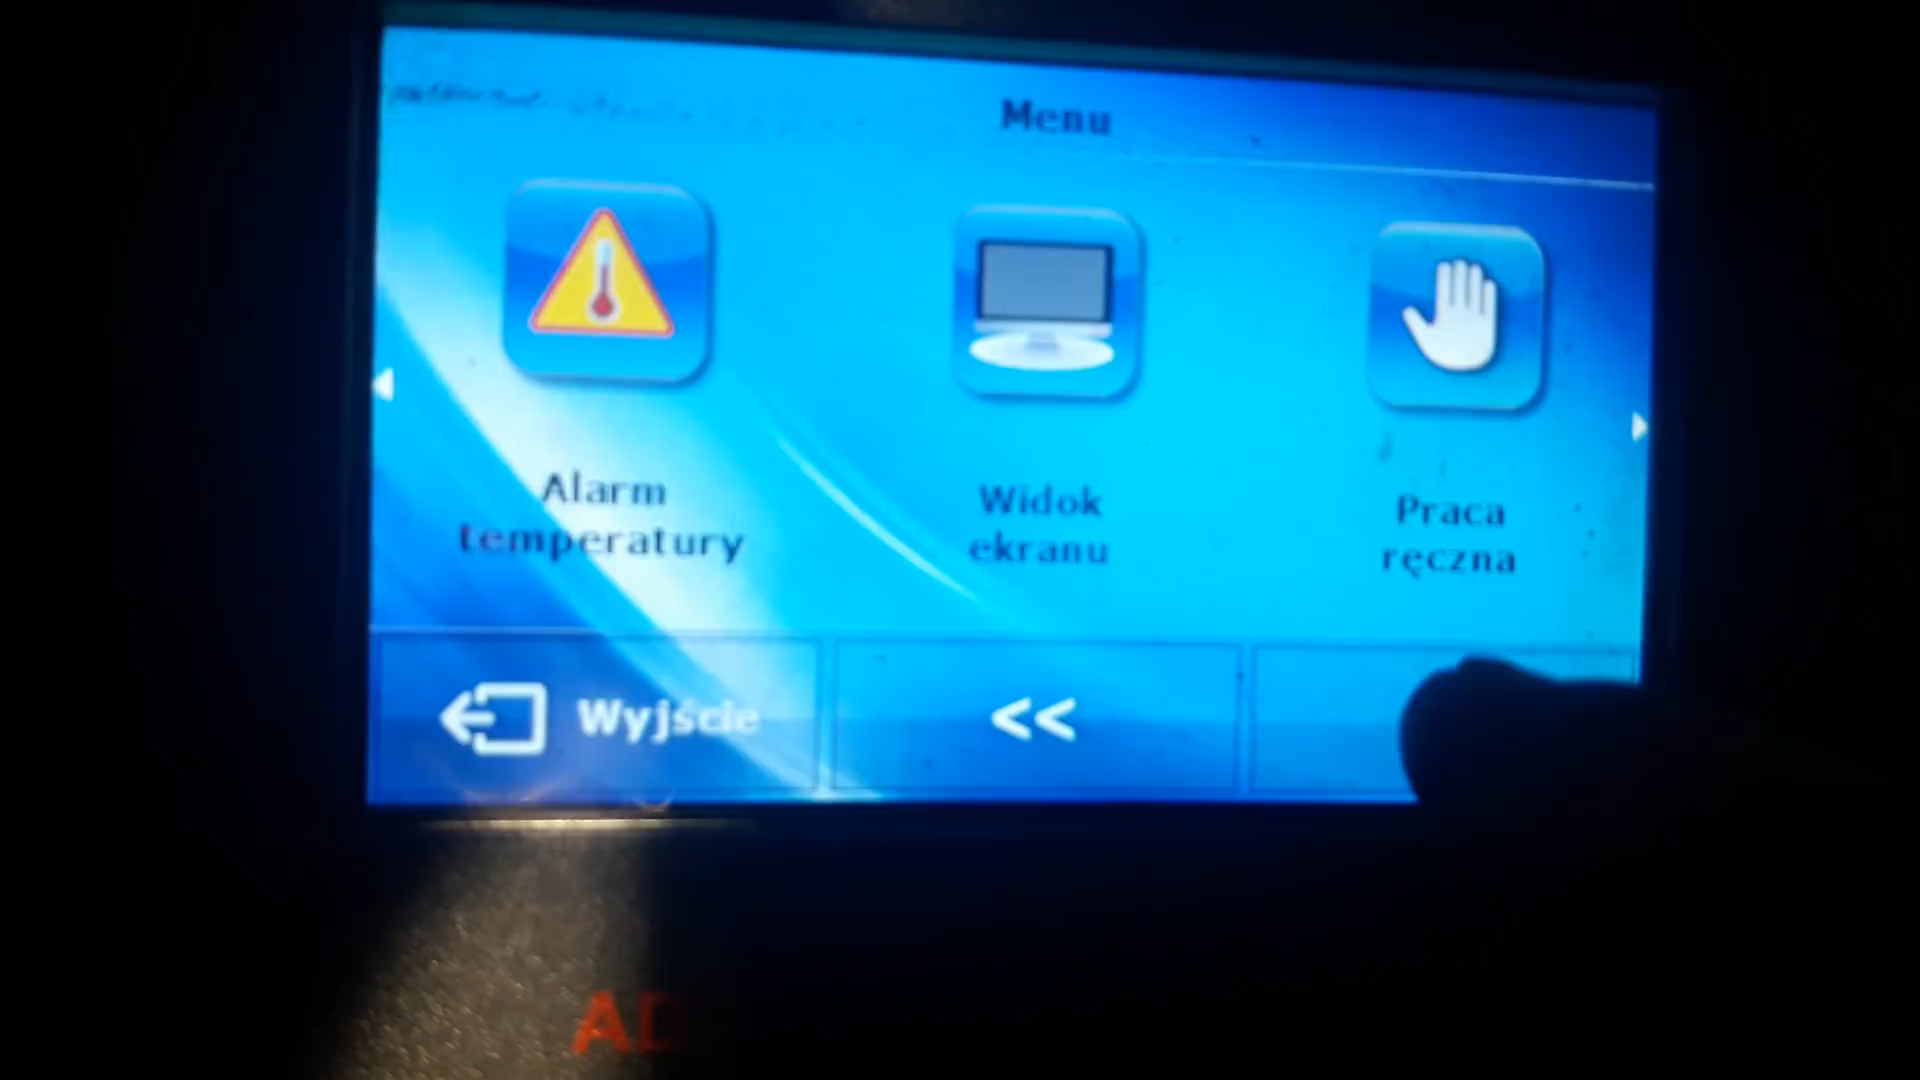 Menu
Alarm
temperatury
Widok
ekranu
Praca
ręczna
Wyjście
<<